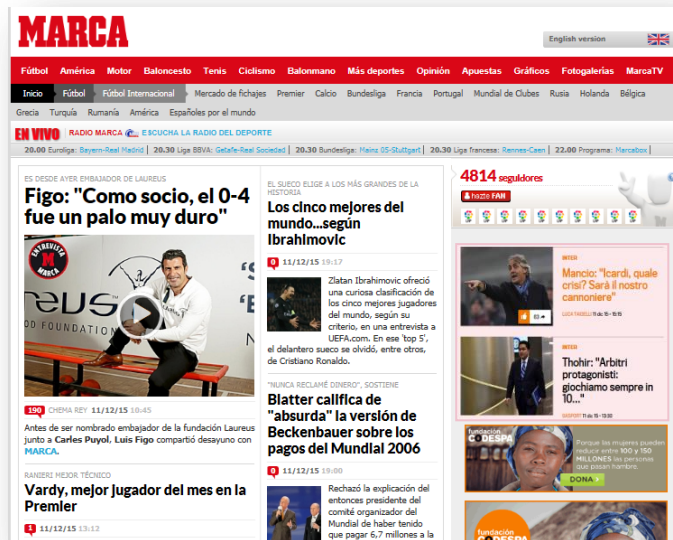 MARCA
English version
Fútbol América Motor Baloncesto Tenis Ciclismo Balonmano Más deportes Opinión Apuestas Gráficos Fotogalerías MarcaTV
Inicio Fútbol Fútbol Internacional Mercado de fichajes Premier Calcio Bundesliga Francia Portugal Mundial de Clubes Rusia Holanda Bélgica
Grecia Turquía Rumanía América Españoles por el mundo
EN VIVO RADIO MARCA ESCUCHA LA RADIO DEL DEPORTE
20.00 Euroliga: Bayern-Real Madrid | 20.30 Liga BBVA: Getafe-Real Sociedad | 20.30 Bundesliga: Mainz 05-Stuttgart | 20.30 Liga francesa: Rennes-Caen | 22.00 Programa: Marcabox |
ES DESDE AYER EMBAJADOR DE LAUREUS
Figo: "Como socio, el 0-4
fue un palo muy duro"
ENTREVISTA
MARCA
eus
OD FOUNDATION
190 CHEMA REY 11/12/15 10:45
Antes de ser nombrado embajador de la fundación Laureus
junto a Carles Puyol, Luis Figo compartió desayuno con
MARCA.
RANIERI MEJOR TÉCNICO
Vardy, mejor jugador del mes en la
Premier
1 11/12/15 13:12
EL SUECO ELIGE A LOS MÁS GRANDES DE LA
HISTORIA
Los cinco mejores del
mundo...según
Ibrahimovic
0 11/12/15 19:17
Zlatan Ibrahimovic ofreció
una curiosa clasificación de
los cinco mejores jugadores
del mundo, según su
criterio, en una entrevista a
UEFA.com. En ese 'top 5',
el delantero sueco se olvidó, entre otros,
de Cristiano Ronaldo.
"NUNCA RECLAMÉ DINERO", SOSTIENE
Blatter califica de
"absurda" la versión de
Beckenbauer sobre los
pagos del Mundial 2006
0 11/12/15 19:00
Rechazó la explicación del
entonces presidente del
comité organizador del
Mundial de haber tenido
que pagar 6,7 millones a la
4814 seguidores
hazte FAN
INTER
Mancio: "Icardi, quale
crisi? Sarà il nostro
cannoniere"
INTER
Thohir: "Arbitri
protagonisti:
giochiamo sempre in
10..."
fundación
CODESPA
Porque las mujeres pueden
reducir entre 100 y 150
MILLONES las personas
que pasan hambre.
DONA >
fundación
CODESPA